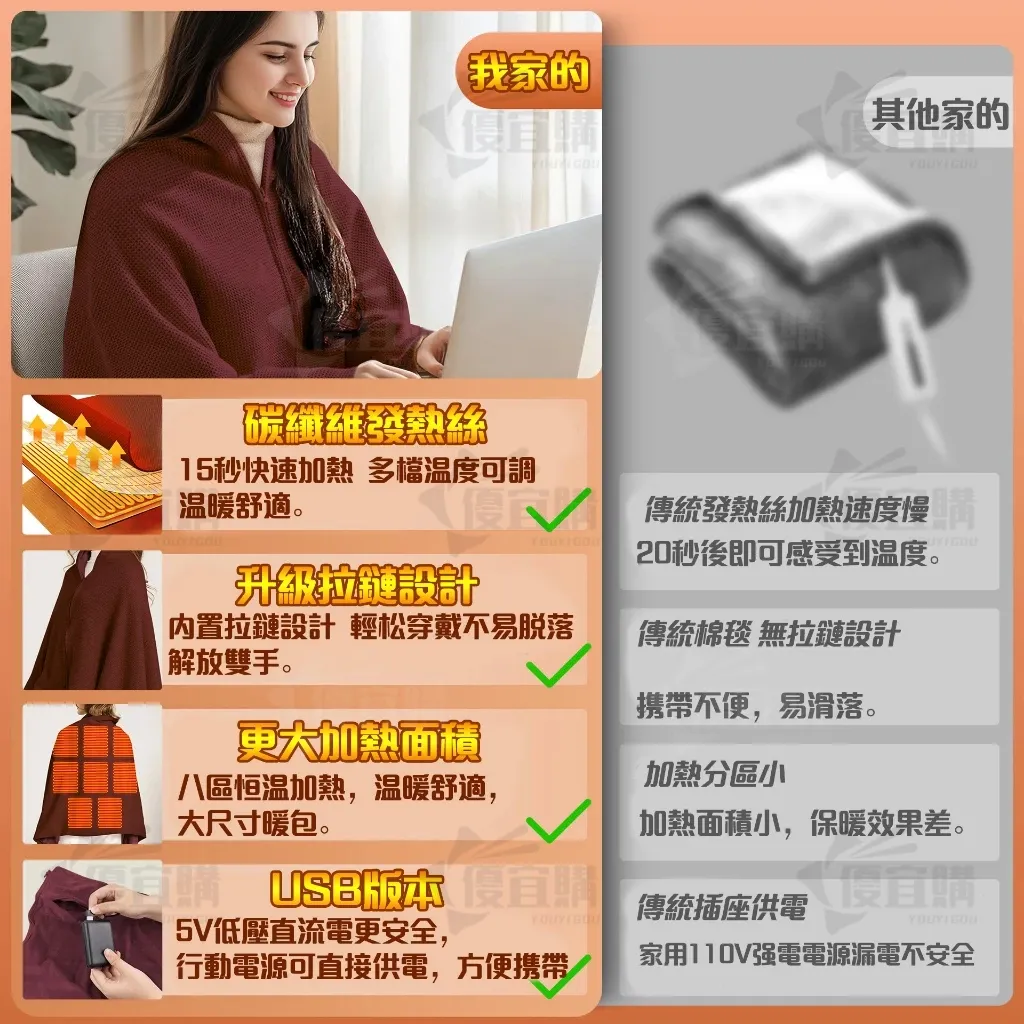 我家的
碳纖維發熱絲
15秒快速加熱 多檔溫度可調
溫暖舒適。
升級拉鏈設計
內置拉鏈設計 輕松穿戴不易脫落
解放雙手。
更大加熱面積
八區恒溫加熱，溫暖舒適，
大尺寸暖包。
USB版本
5V低壓直流電更安全，
行動電源可直接供電，方便携帶
其他家的
傳統發熱絲加熱速度慢
20秒後即可感受到溫度。
傳統棉毯 無拉鏈設計
携帶不便，易滑落。
加熱分區小
加熱面積小，保暖效果差。
傳統插座供電
家用110V强電電源漏電不安全
優宜購
YOUYIGOU